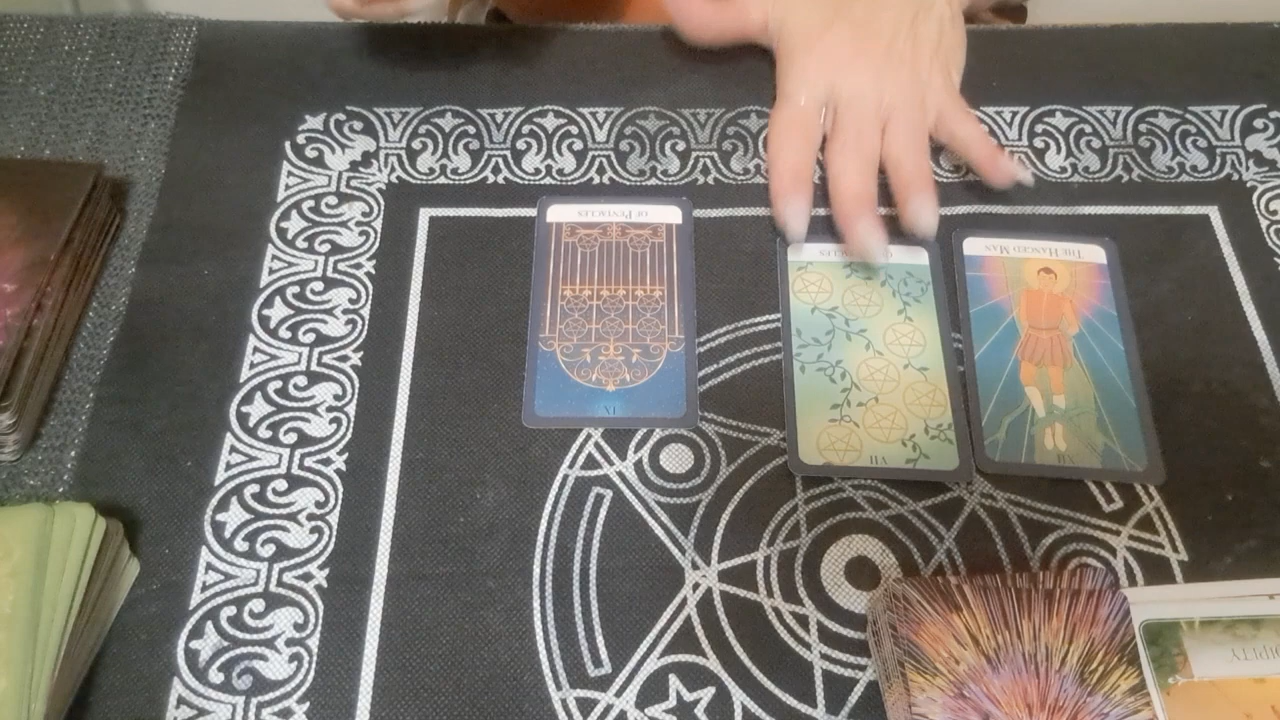 OF PENTACLES
IX
VII
THE HANGED MAN
XII